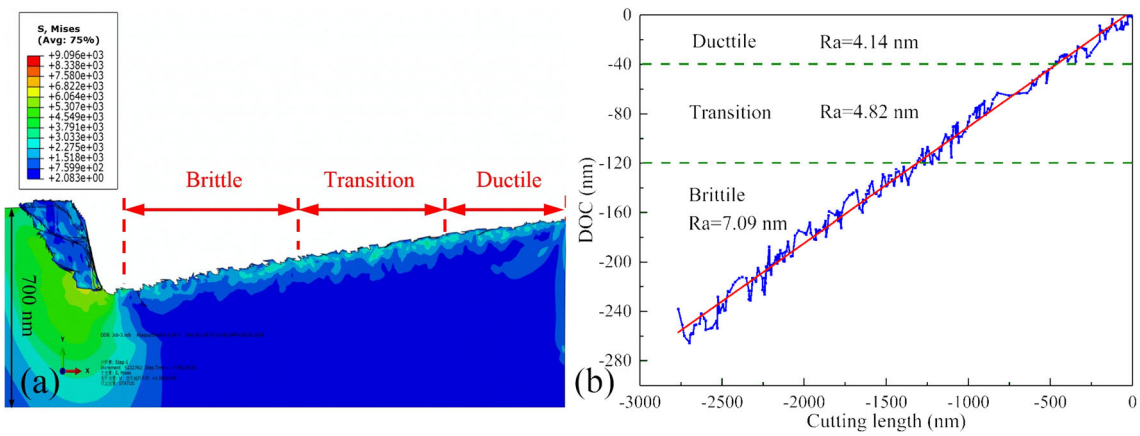 S, Mises
(Avg: 75%)
+9.096e+03
+8.338e+03
+7.580e+03
+6.822e+03
+6.064e+03
+5.307e+03
+4.549e+03
+3.791e+03
+3.033e+03
+2.275e+03
+1.518e+03
+7.599e+02
+2.083e+00
Brittle
Transition
Ductile
700 nm
Y
X
(a)
0
-40
-80
-120
-160
-200
-240
-280
DOC (nm)
Ducttile
Ra=4.14 nm
Transition
Ra=4.82 nm
Brittile
Ra=7.09 nm
-3000
-2500
-2000
-1500
-1000
-500
0
Cutting length (nm)
(b)